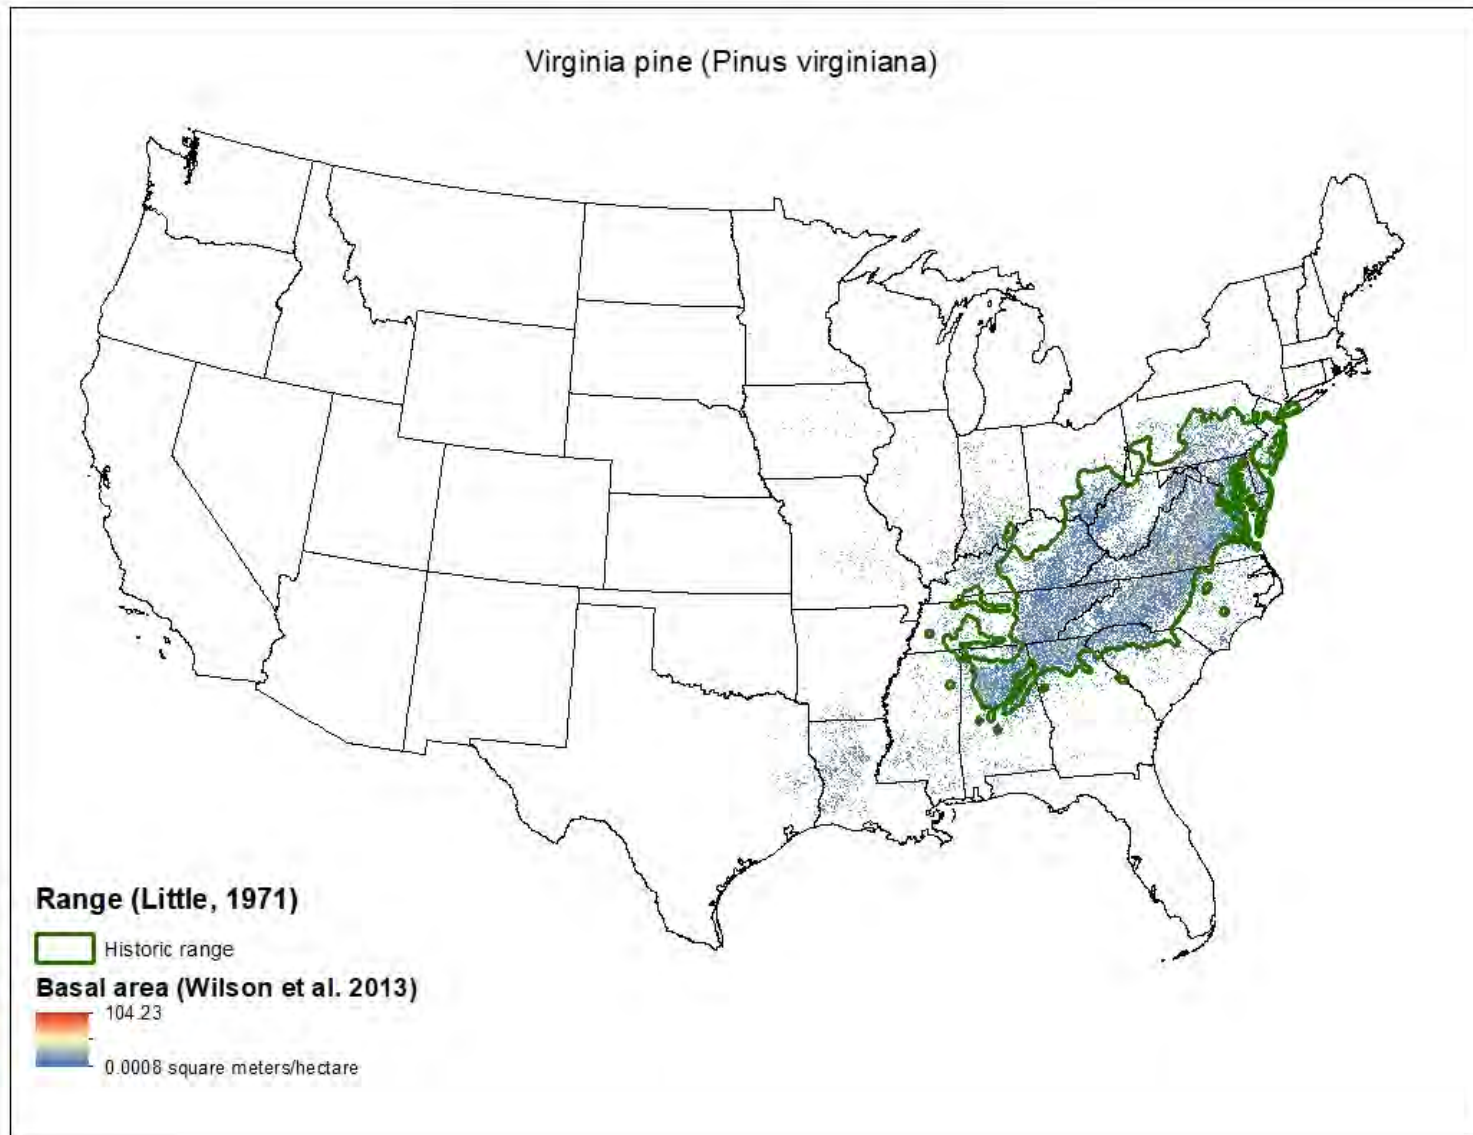 Virginia pine (Pinus virginiana)
Range (Little, 1971)
Historic range
Basal area (Wilson et al. 2013)
104.23
0.0008 square meters/hectare